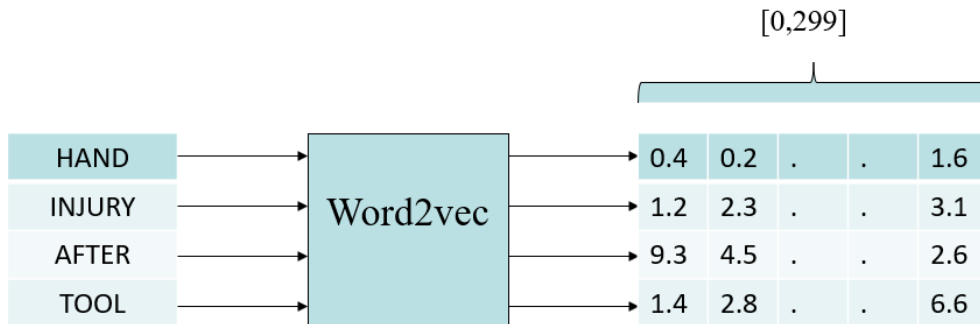 [0,299]
HAND 0.4 0.2 . . 1.6
INJURY 1.2 2.3 . . 3.1
Word2vec
AFTER 9.3 4.5 . . 2.6
TOOL 1.4 2.8 . . 6.6